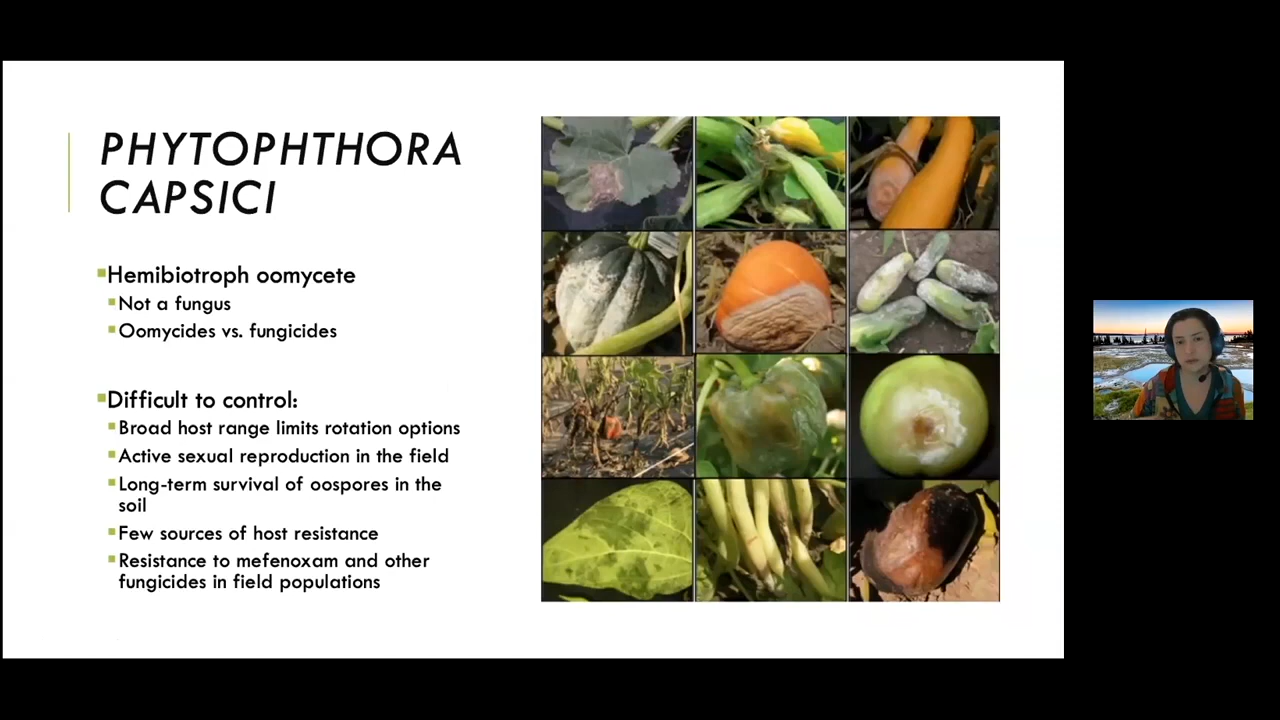 PHYTOPHTHORA
CAPSICI
Hemibiotroph oomycete
Not a fungus
Oomycides vs. fungicides
Difficult to control:
Broad host range limits rotation options
Active sexual reproduction in the field
Long-term survival of oospores in the
soil
Few sources of host resistance
Resistance to mefenoxam and other
fungicides in field populations